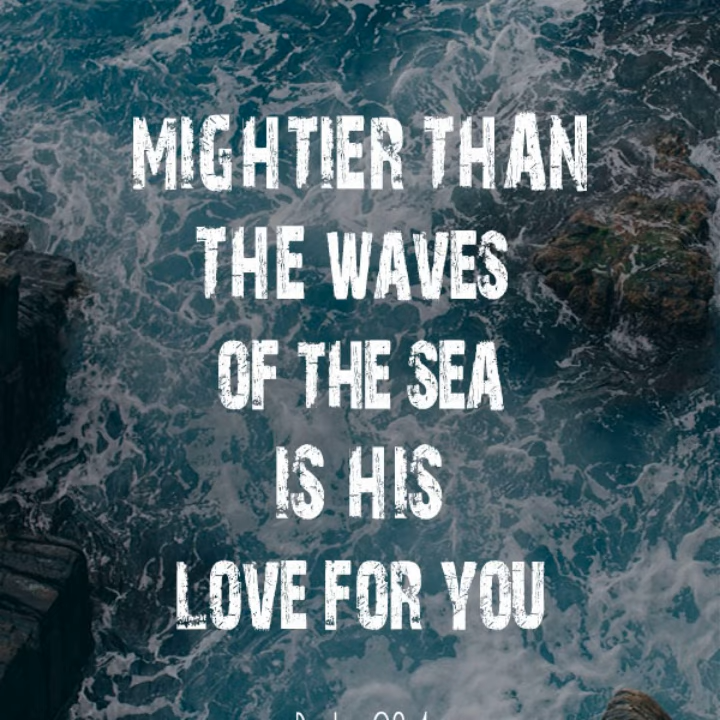 MIGHTIER THAN
THE WAVES
OF THE SEA
IS HIS
LOVE FOR YOU